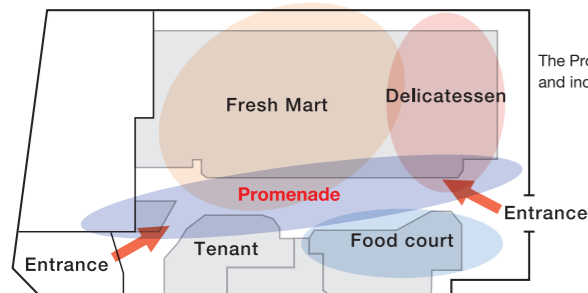 The Pro
and inc
Delicatessen
Fresh Mart
Promenade
Entrance
Food court
Tenant
Entrance